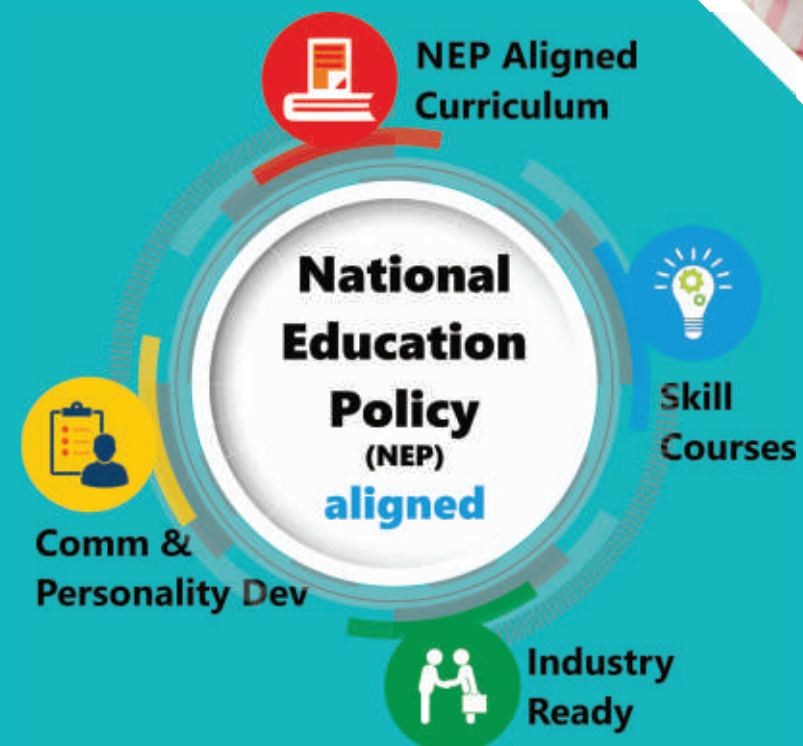 NEP Aligned
Curriculum
National
Education
Policy
(NEP)
aligned
Skill
Courses
Comm &
Personality Dev
Industry
Ready